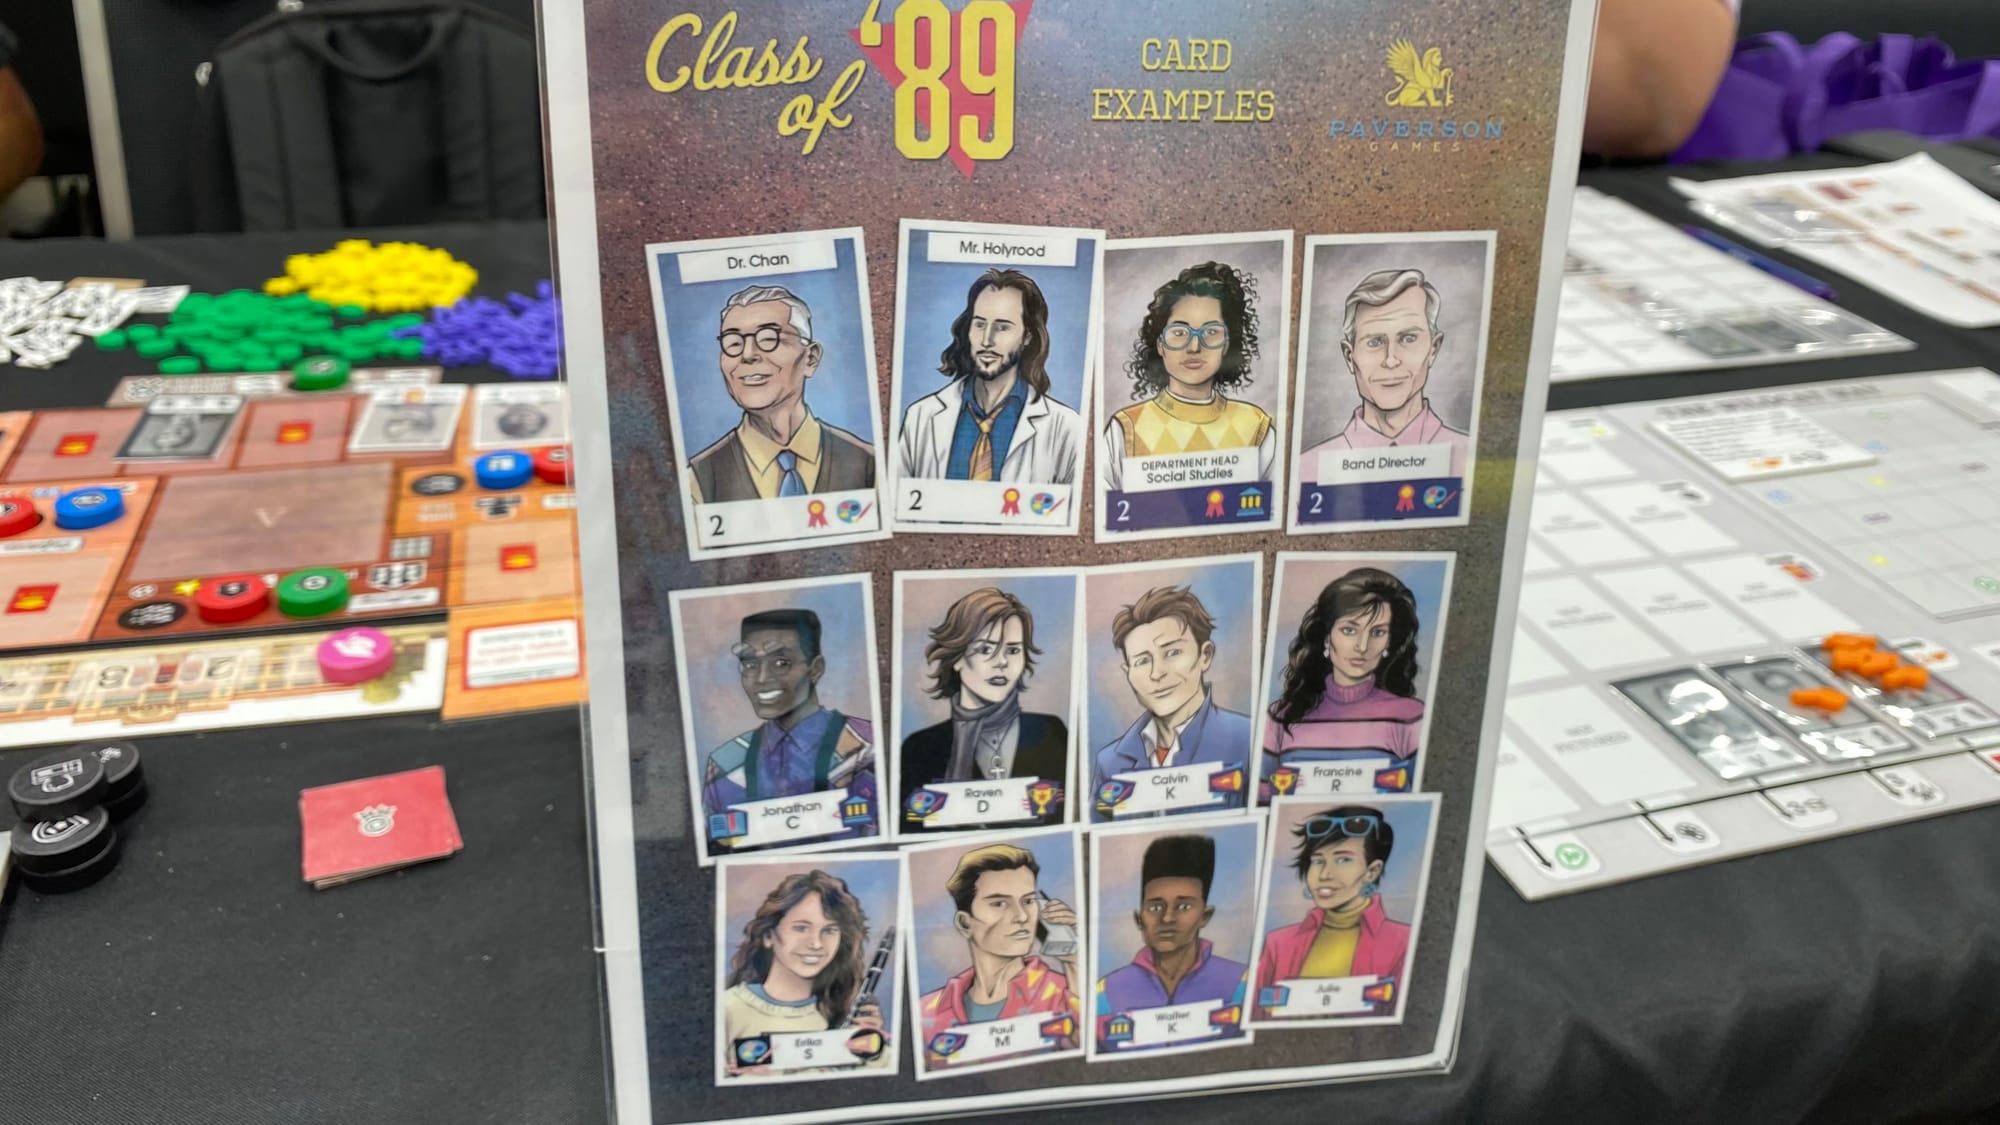 Class
of '89
CARD
EXAMPLES
PAVERSON
GAMES
Dr. Chan
2
Mr. Holyrood
2
DEPARTMENT HEAD
Social Studies
2
Band Director
2
Jonathan
C
Raven
D
Calvin
K
Francine
R
Erika
S
Paul
M
Walter
K
Julie
B
V